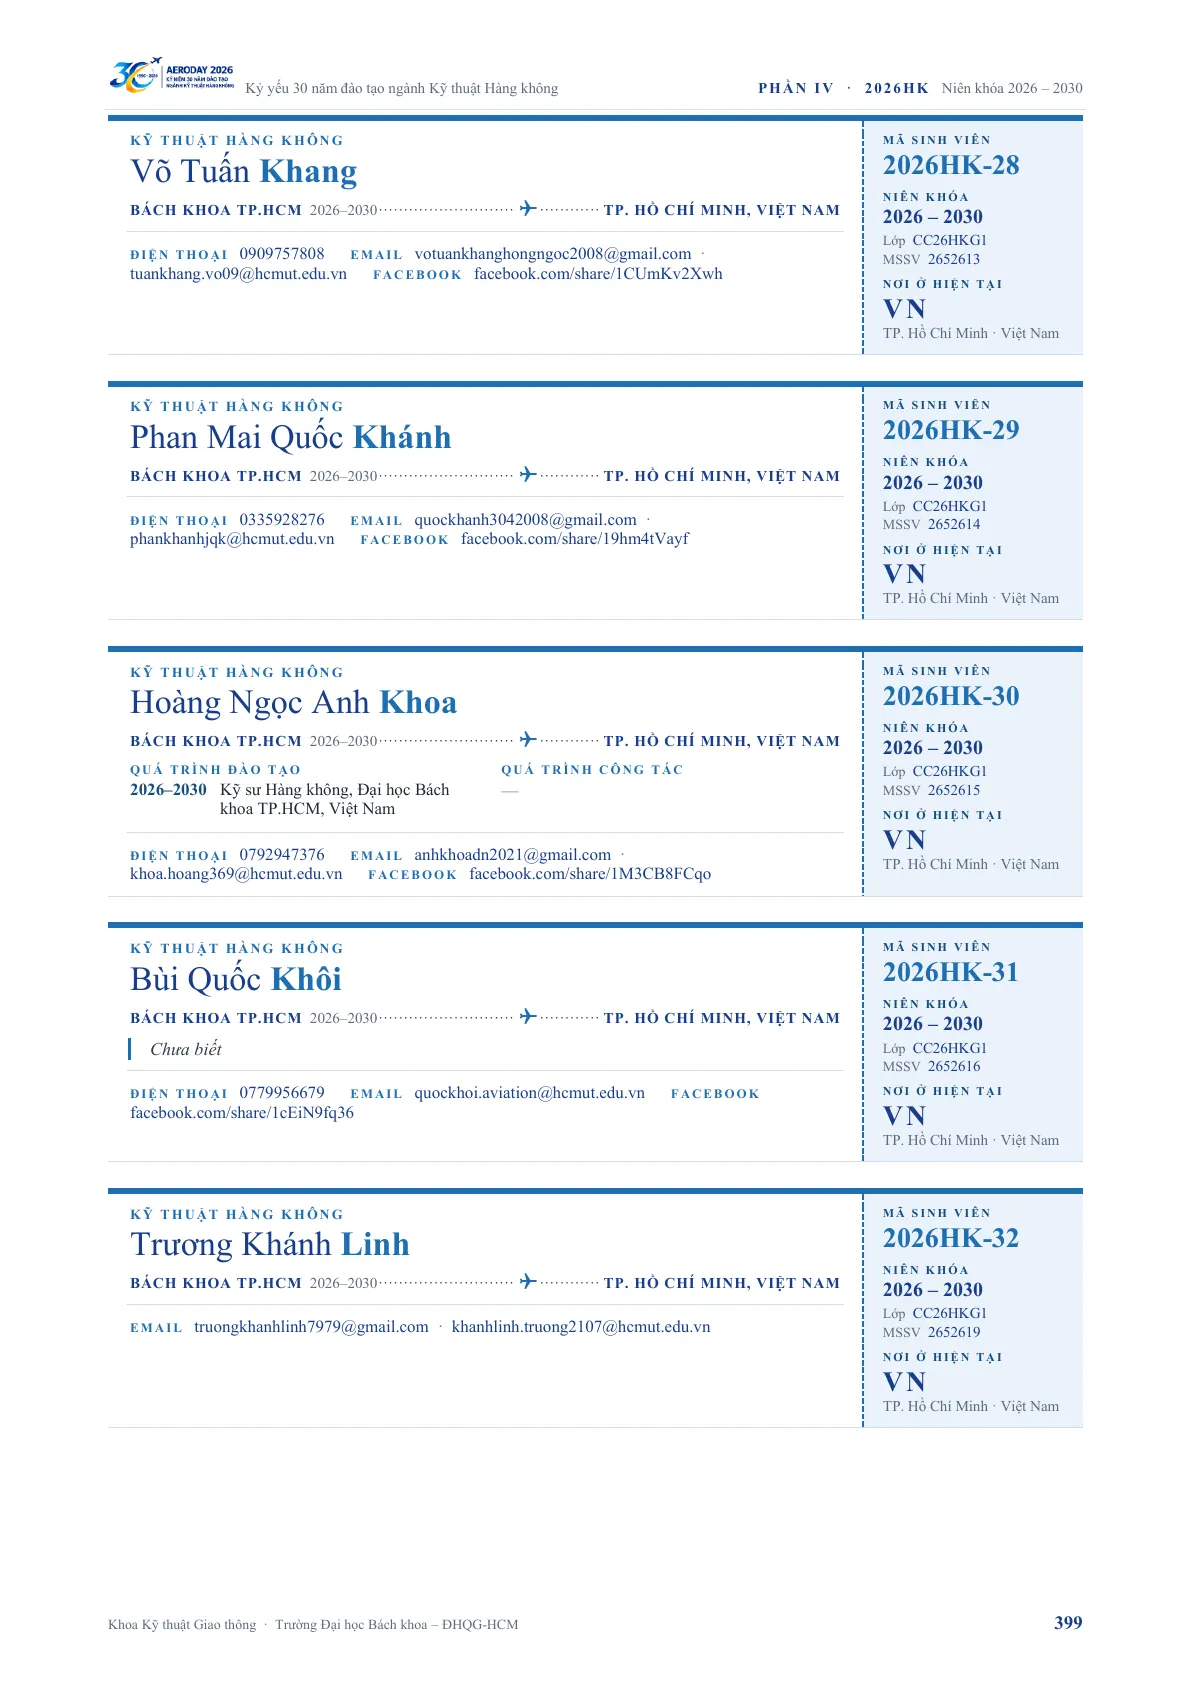 30
1996 - 2026
AERODAY 2026
KỶ NIỆM 30 NĂM ĐÀO TẠO
NGÀNH KỸ THUẬT HÀNG KHÔNG
Kỷ yếu 30 năm đào tạo ngành Kỹ thuật Hàng không
PHẦN IV · 2026HK Niên khóa 2026 – 2030
KỸ THUẬT HÀNG KHÔNG
Võ Tuấn Khang
BÁCH KHOA TP.HCM 2026–2030 TP. HỒ CHÍ MINH, VIỆT NAM
ĐIỆN THOẠI 0909757808 EMAIL votuankhanghongngoc2008@gmail.com ·
tuankhang.vo09@hcmut.edu.vn FACEBOOK facebook.com/share/1CUmKv2Xwh
MÃ SINH VIÊN
2026HK-28
NIÊN KHÓA
2026 – 2030
Lớp CC26HKG1
MSSV 2652613
NƠI Ở HIỆN TẠI
VN
TP. Hồ Chí Minh · Việt Nam
KỸ THUẬT HÀNG KHÔNG
Phan Mai Quốc Khánh
BÁCH KHOA TP.HCM 2026–2030 TP. HỒ CHÍ MINH, VIỆT NAM
ĐIỆN THOẠI 0335928276 EMAIL quockhanh3042008@gmail.com ·
phankhanhjqk@hcmut.edu.vn FACEBOOK facebook.com/share/19hm4tVayf
MÃ SINH VIÊN
2026HK-29
NIÊN KHÓA
2026 – 2030
Lớp CC26HKG1
MSSV 2652614
NƠI Ở HIỆN TẠI
VN
TP. Hồ Chí Minh · Việt Nam
KỸ THUẬT HÀNG KHÔNG
Hoàng Ngọc Anh Khoa
BÁCH KHOA TP.HCM 2026–2030 TP. HỒ CHÍ MINH, VIỆT NAM
QUÁ TRÌNH ĐÀO TẠO
2026–2030 Kỹ sư Hàng không, Đại học Bách
khoa TP.HCM, Việt Nam
QUÁ TRÌNH CÔNG TÁC
—
ĐIỆN THOẠI 0792947376 EMAIL anhkhoadn2021@gmail.com ·
khoa.hoang369@hcmut.edu.vn FACEBOOK facebook.com/share/1M3CB8FCqo
MÃ SINH VIÊN
2026HK-30
NIÊN KHÓA
2026 – 2030
Lớp CC26HKG1
MSSV 2652615
NƠI Ở HIỆN TẠI
VN
TP. Hồ Chí Minh · Việt Nam
KỸ THUẬT HÀNG KHÔNG
Bùi Quốc Khôi
BÁCH KHOA TP.HCM 2026–2030 TP. HỒ CHÍ MINH, VIỆT NAM
Chưa biết
ĐIỆN THOẠI 0779956679 EMAIL quockhoi.aviation@hcmut.edu.vn FACEBOOK
facebook.com/share/1cEiN9fq36
MÃ SINH VIÊN
2026HK-31
NIÊN KHÓA
2026 – 2030
Lớp CC26HKG1
MSSV 2652616
NƠI Ở HIỆN TẠI
VN
TP. Hồ Chí Minh · Việt Nam
KỸ THUẬT HÀNG KHÔNG
Trương Khánh Linh
BÁCH KHOA TP.HCM 2026–2030 TP. HỒ CHÍ MINH, VIỆT NAM
EMAIL truongkhanhlinh7979@gmail.com · khanhlinh.truong2107@hcmut.edu.vn
MÃ SINH VIÊN
2026HK-32
NIÊN KHÓA
2026 – 2030
Lớp CC26HKG1
MSSV 2652619
NƠI Ở HIỆN TẠI
VN
TP. Hồ Chí Minh · Việt Nam
Khoa Kỹ thuật Giao thông · Trường Đại học Bách khoa – ĐHQG-HCM
399